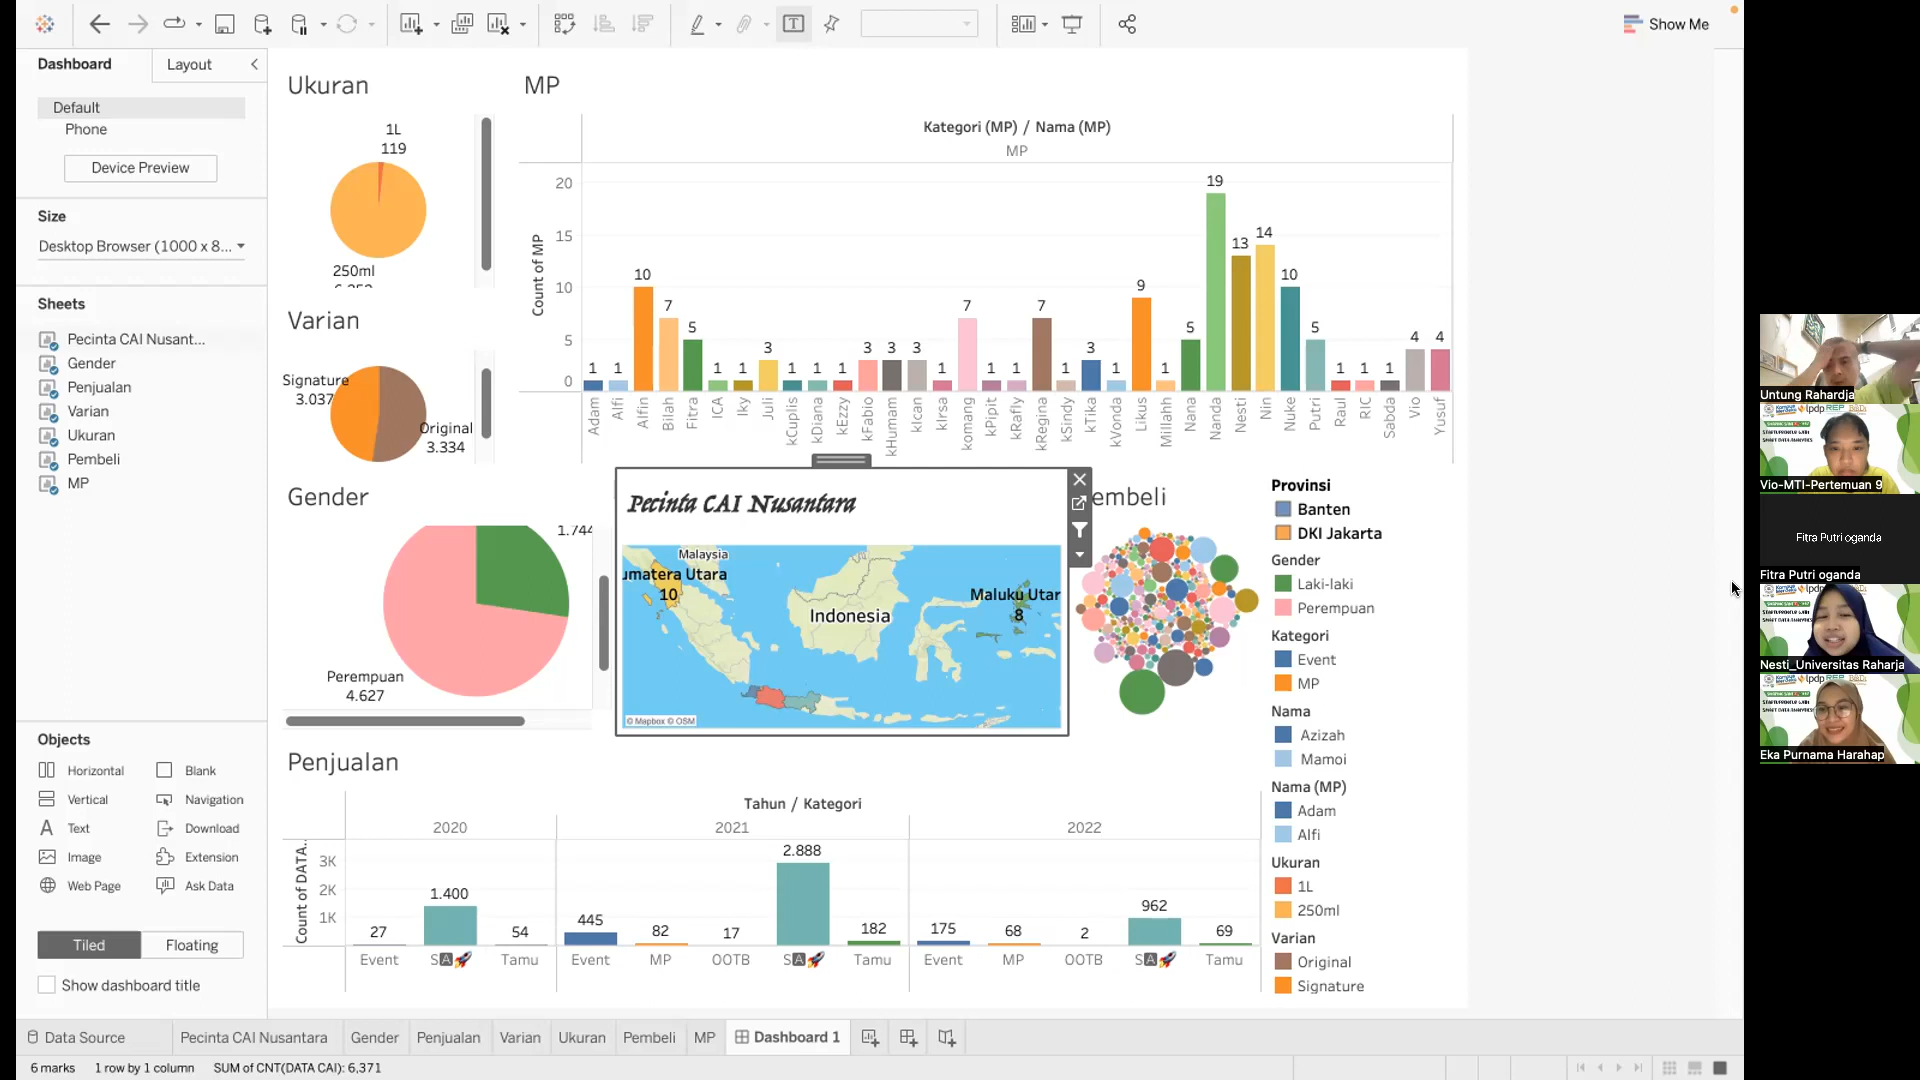 Show Me
Dashboard
Layout
Default
Phone
Device Preview
Size
Desktop Browser (1000 x 8...
Sheets
Pecinta CAI Nusant...
Gender
Penjualan
Varian
Ukuran
Pembeli
MP
Objects
Horizontal
Blank
Vertical
Navigation
Text
Download
Image
Extension
Web Page
Ask Data
Tiled
Floating
Show dashboard title
Ukuran
1L
119
250ml
Varian
Signature
3.037
Original
3.334
Gender
1.744
Perempuan
4.627
MP
Kategori (MP) / Nama (MP)
MP
Count of MP
20
15
10
5
0
1 1 10 7 5 1 1 3 1 1 1 3 3 3 1 7 1 1 7 1 3 1 9 1 5 19 13 14 10 5 1 1 1 4 4
Adam Alfi Alfin Bilah Fitra ICA Iky Juli kCuplis kDiana kEzzy kFabio kHumam kIcan kIrsa komang kPipit kRafly kRegina kSindy kTika kVonda Likus Millahh Nana Nanda Nesti Nin Nuke Putri Raul RIC Sabda Vio Yusuf
Pecinta CAI Nusantara
Malaysia
umatera Utara
10
Indonesia
Maluku Utar
8
© Mapbox © OSM
embeli
Provinsi
Banten
DKI Jakarta
Gender
Laki-laki
Perempuan
Kategori
Event
MP
Nama
Azizah
Mamoi
Nama (MP)
Adam
Alfi
Ukuran
1L
250ml
Varian
Original
Signature
Penjualan
Tahun / Kategori
2020 2021 2022
Count of DATA..
3K
2K
1K
27 1.400 54 445 82 17 2.888 182 175 68 2 962 69
Event S🅰🚀 Tamu Event MP OOTB S🅰🚀 Tamu Event MP OOTB S🅰🚀 Tamu
Data Source
Pecinta CAI Nusantara
Gender
Penjualan
Varian
Ukuran
Pembeli
MP
Dashboard 1
6 marks
1 row by 1 column
SUM of CNT(DATA CAI): 6,371
Untung Rahardja
Vio-MTI-Pertemuan 9
Fitra Putri oganda
Fitra Putri oganda
Nesti_Universitas Raharja
Eka Purnama Harahap